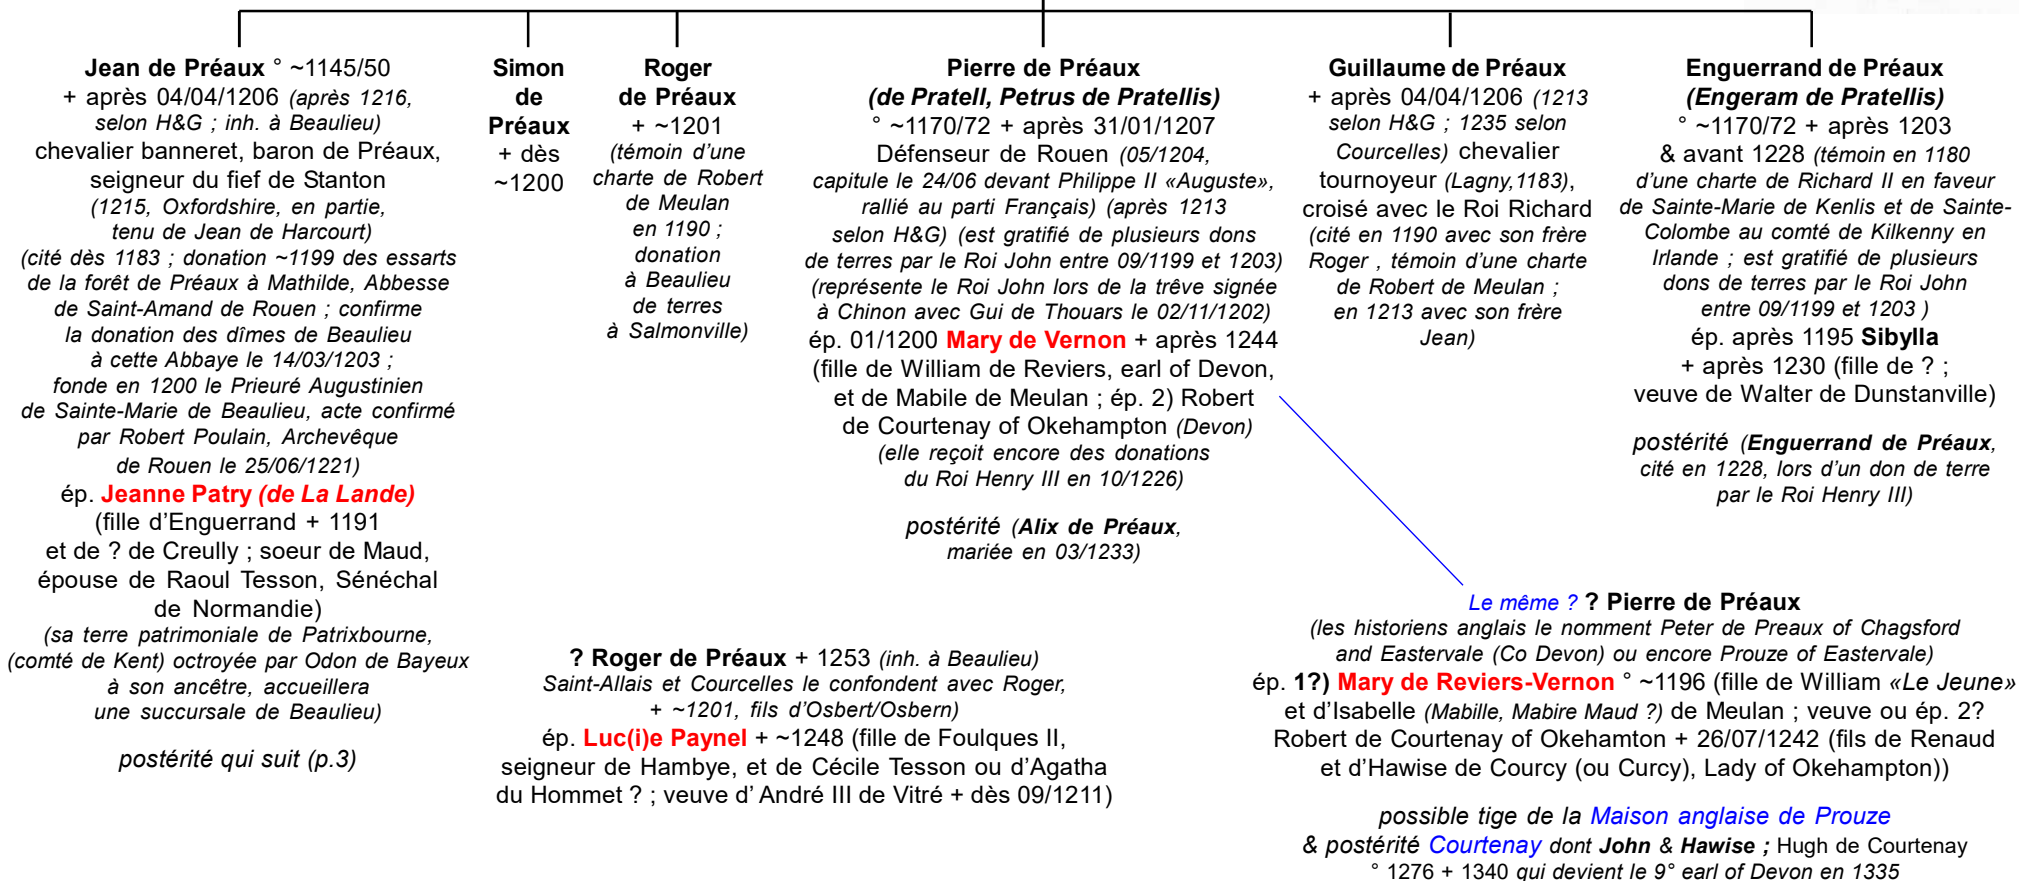 Jean de Préaux ° ~1145/50
+ après 04/04/1206 (après 1216,
selon H&G ; inh. à Beaulieu)
chevalier banneret, baron de Préaux,
seigneur du fief de Stanton
(1215, Oxfordshire, en partie,
tenu de Jean de Harcourt)
(cité dès 1183 ; donation ~1199 des essarts
de la forêt de Préaux à Mathilde, Abbesse
de Saint-Amand de Rouen ; confirme
la donation des dîmes de Beaulieu
à cette Abbaye le 14/03/1203 ;
fonde en 1200 le Prieuré Augustinien
de Sainte-Marie de Beaulieu, acte confirmé
par Robert Poulain, Archevêque
de Rouen le 25/06/1221)
ép. Jeanne Patry (de La Lande)
(fille d'Enguerrand + 1191
et de ? de Creully ; soeur de Maud,
épouse de Raoul Tesson, Sénéchal
de Normandie)
(sa terre patrimoniale de Patrixbourne,
(comté de Kent) octroyée par Odon de Bayeux
à son ancêtre, accueillera
une succursale de Beaulieu)
postérité qui suit (p.3)
Simon
de
Préaux
+ dès
~1200
Roger
de Préaux
+ ~1201
(témoin d'une
charte de Robert
de Meulan
en 1190 ;
donation
à Beaulieu
de terres
à Salmonville)
Pierre de Préaux
(de Pratell, Petrus de Pratellis)
° ~1170/72 + après 31/01/1207
Défenseur de Rouen (05/1204,
capitule le 24/06 devant Philippe II «Auguste»,
rallié au parti Français) (après 1213
selon H&G) (est gratifié de plusieurs dons
de terres par le Roi John entre 09/1199 et 1203)
(représente le Roi John lors de la trêve signée
à Chinon avec Gui de Thouars le 02/11/1202)
ép. 01/1200 Mary de Vernon + après 1244
(fille de William de Reviers, earl of Devon,
et de Mabile de Meulan ; ép. 2) Robert
de Courtenay of Okehampton (Devon)
(elle reçoit encore des donations
du Roi Henry III en 10/1226)
postérité (Alix de Préaux,
mariée en 03/1233)
Guillaume de Préaux
+ après 04/04/1206 (1213
selon H&G ; 1235 selon
Courcelles) chevalier
tournoyeur (Lagny,1183),
croisé avec le Roi Richard
(cité en 1190 avec son frère
Roger , témoin d'une charte
de Robert de Meulan ;
en 1213 avec son frère
Jean)
Enguerrand de Préaux
(Engeram de Pratellis)
° ~1170/72 + après 1203
& avant 1228 (témoin en 1180
d'une charte de Richard II en faveur
de Sainte-Marie de Kenlis et de Sainte-
Colombe au comté de Kilkenny en
Irlande ; est gratifié de plusieurs
dons de terres par le Roi John
entre 09/1199 et 1203 )
ép. après 1195 Sibylla
+ après 1230 (fille de ? ;
veuve de Walter de Dunstanville)
postérité (Enguerrand de Préaux,
cité en 1228, lors d'un don de terre
par le Roi Henry III)
? Roger de Préaux + 1253 (inh. à Beaulieu)
Saint-Allais et Courcelles le confondent avec Roger,
+ ~1201, fils d'Osbert/Osbern)
ép. Luc(i)e Paynel + ~1248 (fille de Foulques II,
seigneur de Hambye, et de Cécile Tesson ou d'Agatha
du Hommet ? ; veuve d' André III de Vitré + dès 09/1211)
Le même ? ? Pierre de Préaux
(les historiens anglais le nomment Peter de Preaux of Chagsford
and Eastervale (Co Devon) ou encore Prouze of Eastervale)
ép. 1?) Mary de Reviers-Vernon ° ~1196 (fille de William «Le Jeune»
et d'Isabelle (Mabille, Mabire Maud ?) de Meulan ; veuve ou ép. 2?
Robert de Courtenay of Okehamton + 26/07/1242 (fils de Renaud
et d'Hawise de Courcy (ou Curcy), Lady of Okehampton))
possible tige de la Maison anglaise de Prouze
& postérité Courtenay dont John & Hawise ; Hugh de Courtenay
° 1276 + 1340 qui devient le 9° earl of Devon en 1335